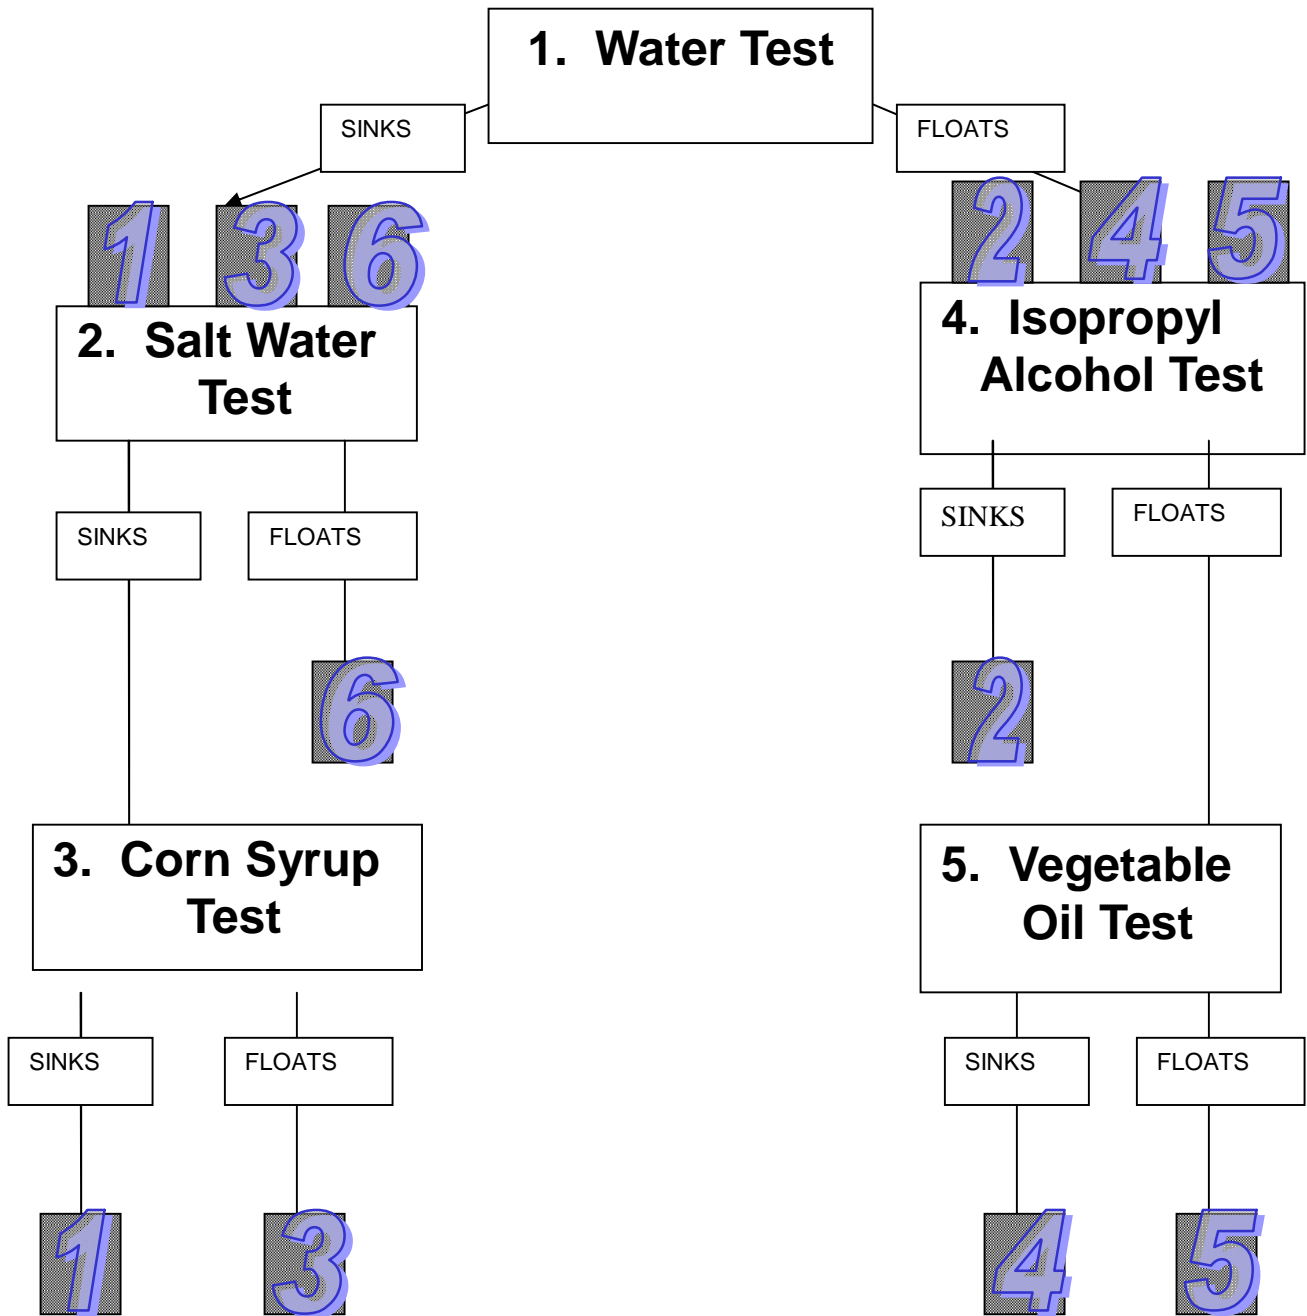 1. Water Test
SINKS
FLOATS
1 3 6
2 4 5
2. Salt Water
Test
4. Isopropyl
Alcohol Test
SINKS
FLOATS
SINKS
FLOATS
6
2
3. Corn Syrup
Test
5. Vegetable
Oil Test
SINKS
FLOATS
SINKS
FLOATS
1
3
4
5